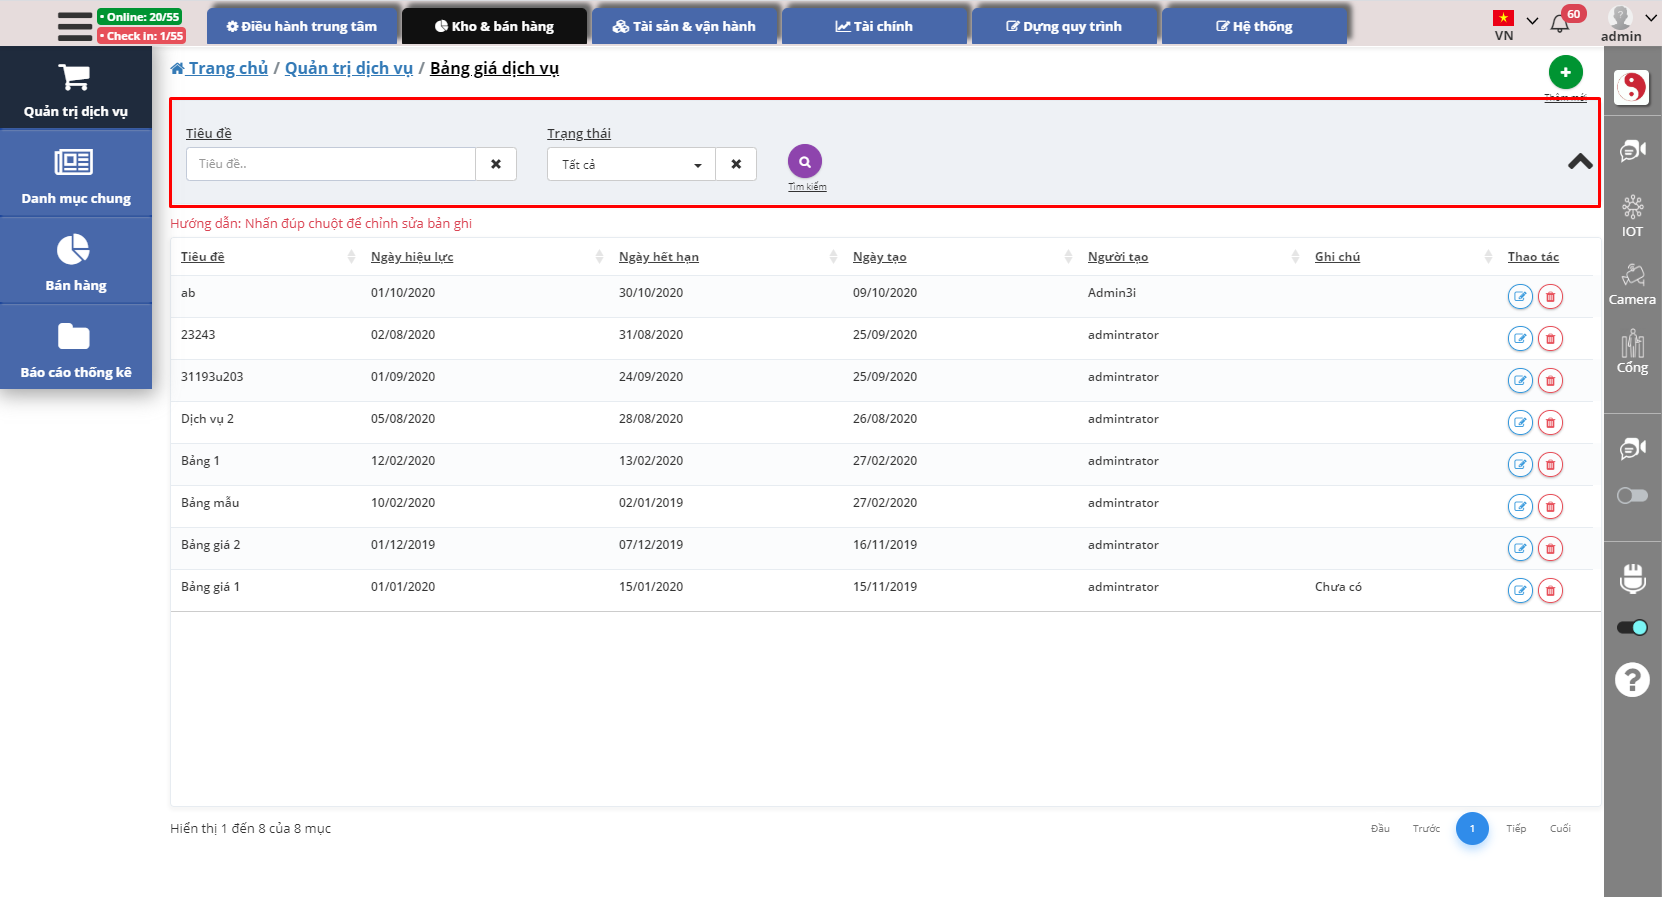 • Online: 20/55
• Check In: 1/55
Điều hành trung tâm
Kho & bán hàng
Tài sản & vận hành
Tài chính
Dựng quy trình
Hệ thống
VN
60
admin
Quản trị dịch vụ
Danh mục chung
Bán hàng
Báo cáo thống kê
Trang chủ / Quản trị dịch vụ / Bảng giá dịch vụ
Thêm mới
Tiêu đề
Trạng thái
Tiêu đề..
Tất cả
Tìm kiếm
Hướng dẫn: Nhấn đúp chuột để chỉnh sửa bản ghi
Tiêu đề Ngày hiệu lực Ngày hết hạn Ngày tạo Người tạo Ghi chú Thao tác
ab 01/10/2020 30/10/2020 09/10/2020 Admin3i
23243 02/08/2020 31/08/2020 25/09/2020 admintrator
31193u203 01/09/2020 24/09/2020 25/09/2020 admintrator
Dịch vụ 2 05/08/2020 28/08/2020 26/08/2020 admintrator
Bảng 1 12/02/2020 13/02/2020 27/02/2020 admintrator
Bảng mẫu 10/02/2020 02/01/2019 27/02/2020 admintrator
Bảng giá 2 01/12/2019 07/12/2019 16/11/2019 admintrator
Bảng giá 1 01/01/2020 15/01/2020 15/11/2019 admintrator Chưa có
Hiển thị 1 đến 8 của 8 mục
Đầu Trước 1 Tiếp Cuối
IOT
Camera
Cổng